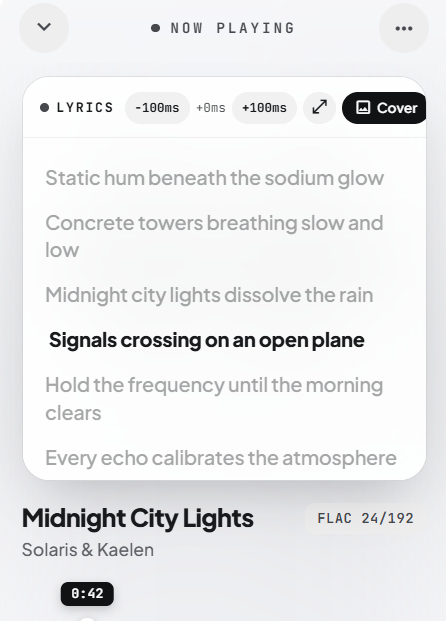 NOW PLAYING
LYRICS -100ms +0ms +100ms Cover
Static hum beneath the sodium glow
Concrete towers breathing slow and
low
Midnight city lights dissolve the rain
Signals crossing on an open plane
Hold the frequency until the morning
clears
Every echo calibrates the atmosphere
Midnight City Lights FLAC 24/192
Solaris & Kaelen
0:42